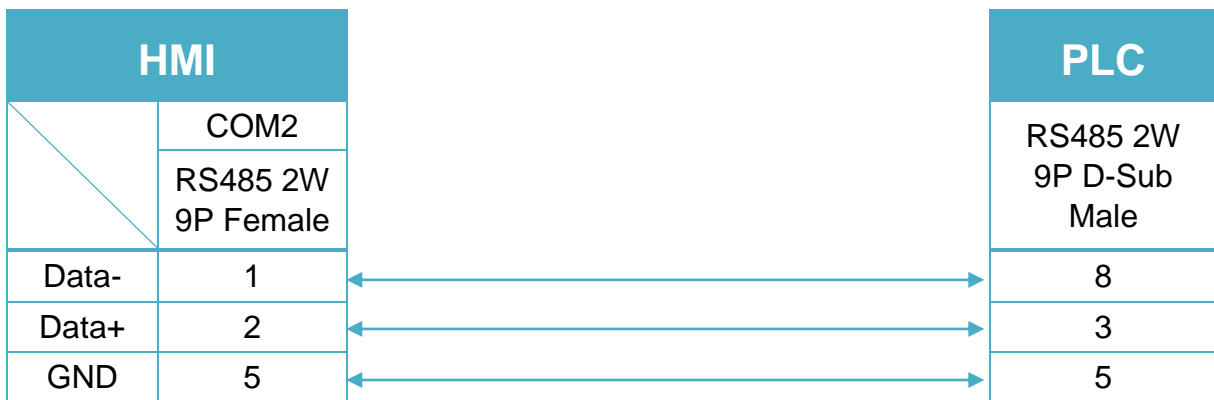 HMI
PLC
COM2
RS485 2W
9P Female
RS485 2W
9P D-Sub
Male
Data- 1 8
Data+ 2 3
GND 5 5